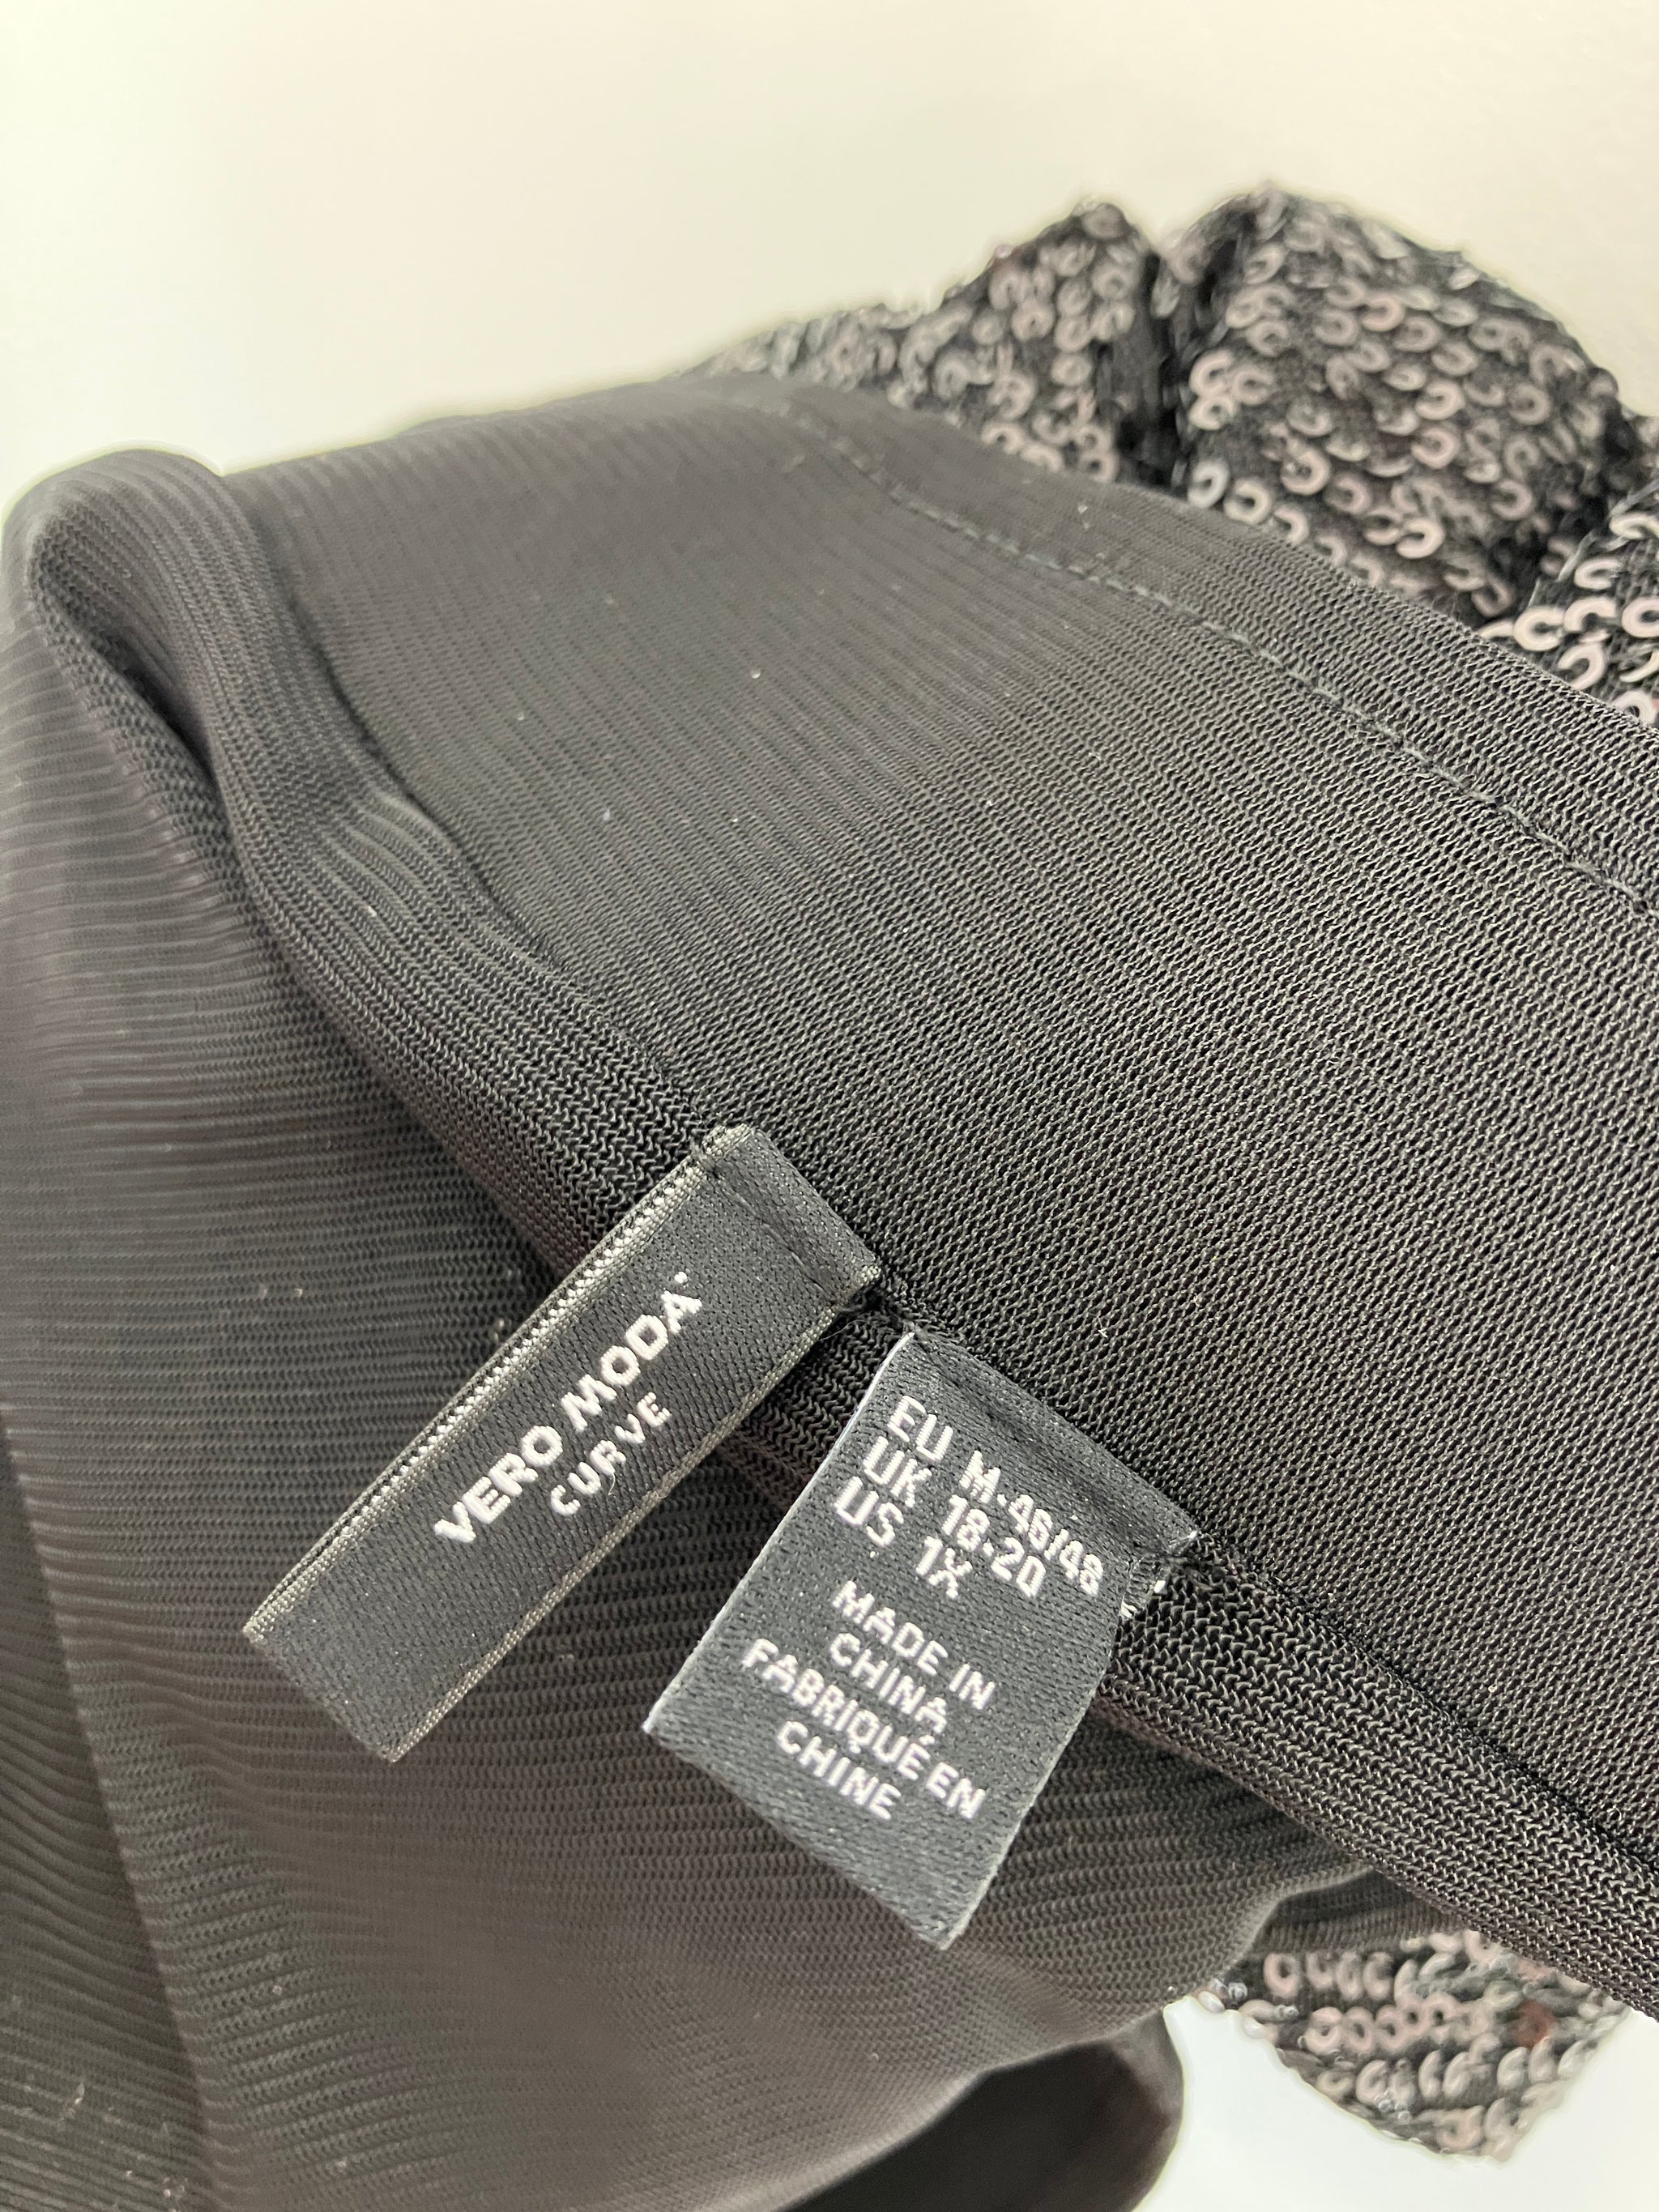 VERO MODA
CURVE
EU M-46/48
UK 18-20
US 1X
MADE IN
CHINA,
FABRIQUÉ EN
CHINE